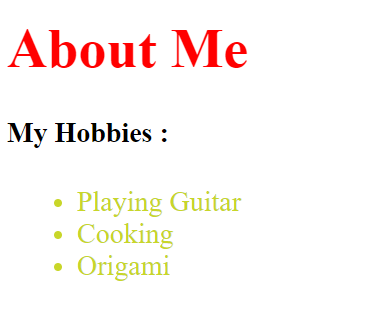 About Me
My Hobbies :
• Playing Guitar
• Cooking
• Origami